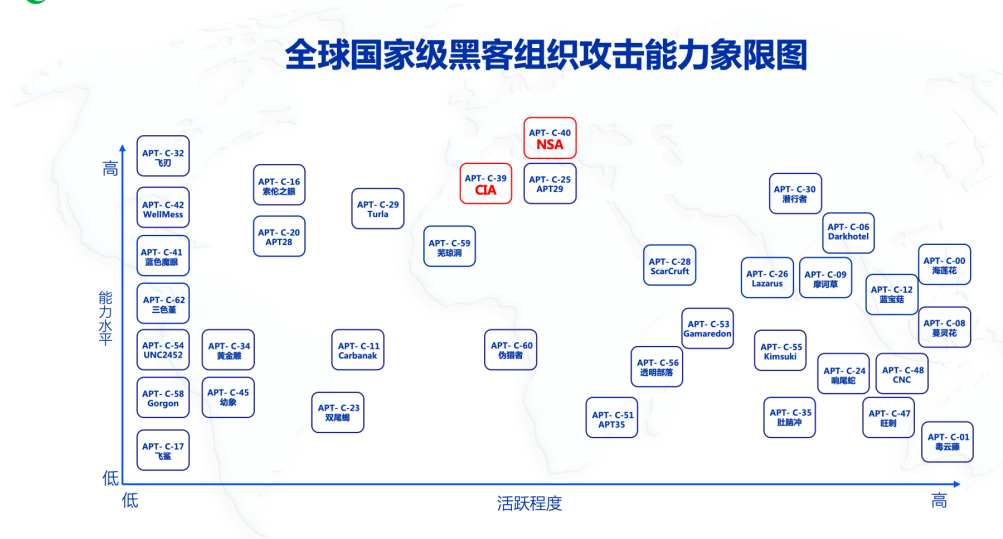 全球国家级黑客组织攻击能力象限图
高
能力水平
低
低
活跃程度
高
APT- C-40
NSA
APT- C-32
飞刃
APT- C-16
索伦之眼
APT- C-39
CIA
APT- C-25
APT29
APT- C-30
潜行者
APT- C-42
WellMess
APT- C-29
Turla
APT- C-20
APT28
APT- C-59
芜琼洞
APT- C-06
Darkhotel
APT- C-41
蓝色魔眼
APT- C-28
ScarCruft
APT- C-26
Lazarus
APT- C-09
摩诃草
APT- C-00
海莲花
APT- C-12
蓝宝菇
APT- C-62
三色堇
APT- C-53
Gamaredon
APT- C-08
蔓灵花
APT- C-54
UNC2452
APT- C-34
黄金雕
APT- C-11
Carbanak
APT- C-60
伪猎者
APT- C-55
Kimsuki
APT- C-56
透明部落
APT- C-24
响尾蛇
APT- C-48
CNC
APT- C-58
Gorgon
APT- C-45
幼象
APT- C-23
双尾蝎
APT- C-51
APT35
APT- C-35
肚脑冲
APT- C-47
旺刺
APT- C-17
飞鲨
APT- C-01
毒云藤